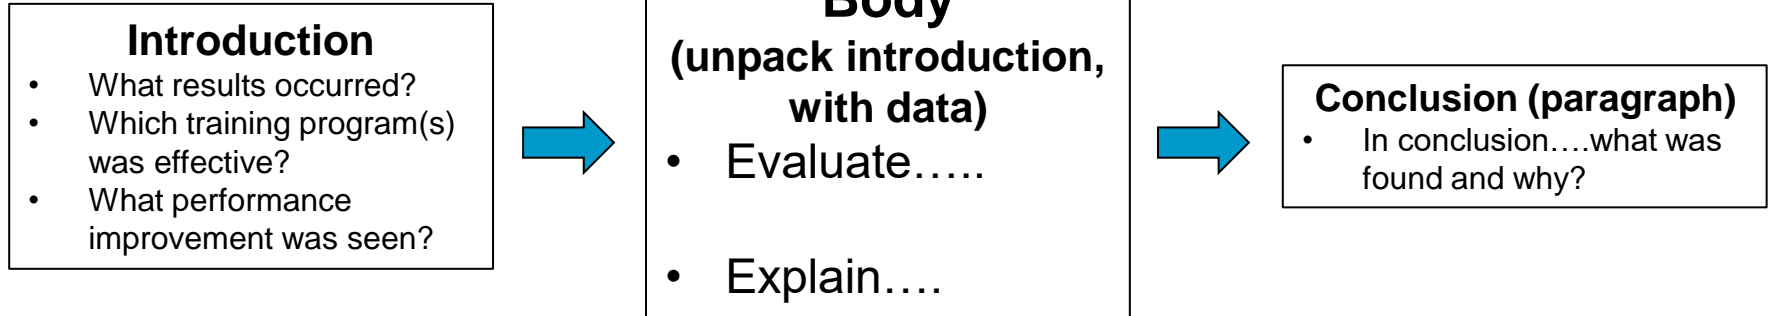 Introduction
• What results occurred?
• Which training program(s)
was effective?
• What performance
improvement was seen?
Body
(unpack introduction,
with data)
• Evaluate.....
• Explain....
Conclusion (paragraph)
• In conclusion....what was
found and why?